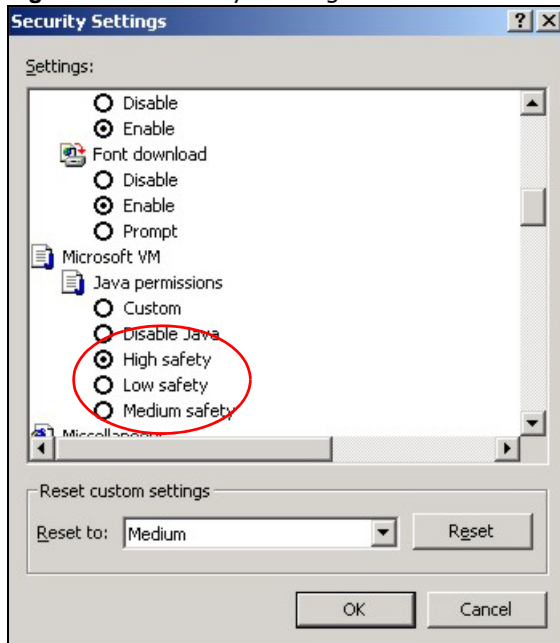 Security Settings
Settings:
Disable
Enable
Font download
Disable
Enable
Prompt
Microsoft VM
Java permissions
Custom
Disable Java
High safety
Low safety
Medium safety
Miscellaneous
Reset custom settings
Reset to: Medium Reset
OK Cancel